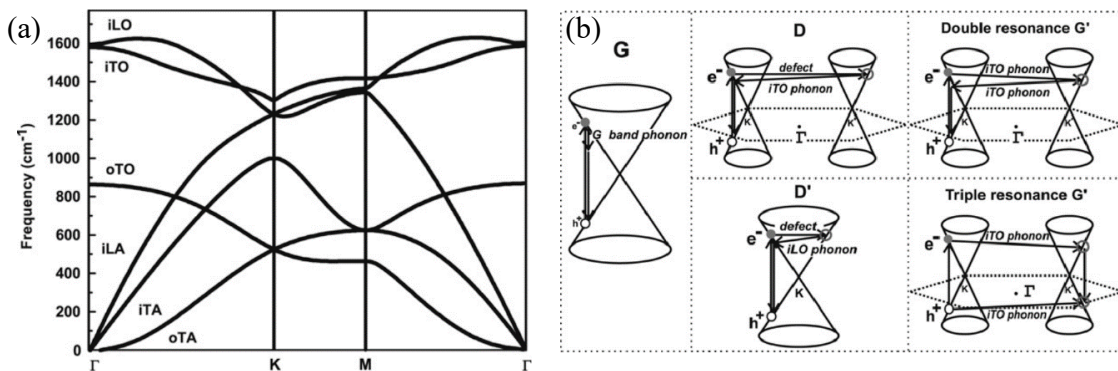 (a)
iLO
iTO
oTO
iLA
iTA
oTA
Frequency (cm⁻¹)
1600
1400
1200
1000
800
600
400
200
0
Γ K M Γ
(b)
G
e⁻
G band phonon
h⁺
D
e⁻
defect
iTO phonon
K K'
Γ
h⁺
Double resonance G'
e⁻
iTO phonon
iTO phonon
K K'
Γ
h⁺
D'
defect
e⁻
iLO phonon
K
h⁺
Triple resonance G'
e⁻
iTO phonon
K K'
Γ
h⁺
iTO phonon